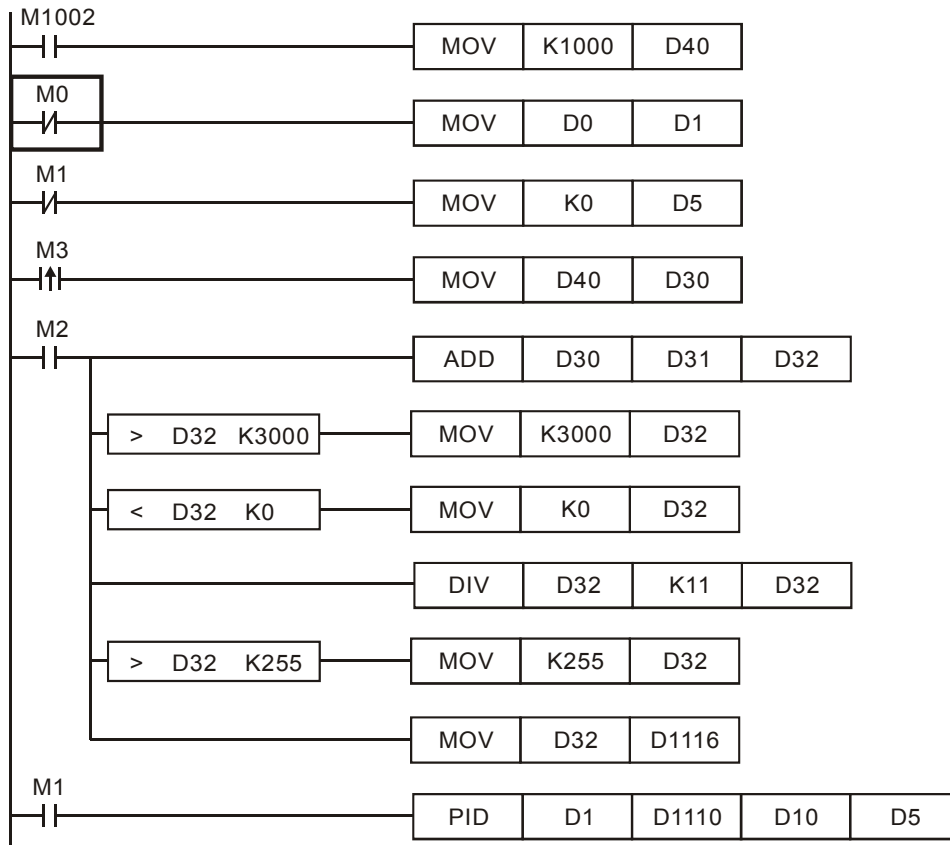 M1002
MOV K1000 D40
M0
MOV D0 D1
M1
MOV K0 D5
M3
MOV D40 D30
M2
ADD D30 D31 D32
> D32 K3000 MOV K3000 D32
< D32 K0 MOV K0 D32
DIV D32 K11 D32
> D32 K255 MOV K255 D32
MOV D32 D1116
M1
PID D1 D1110 D10 D5